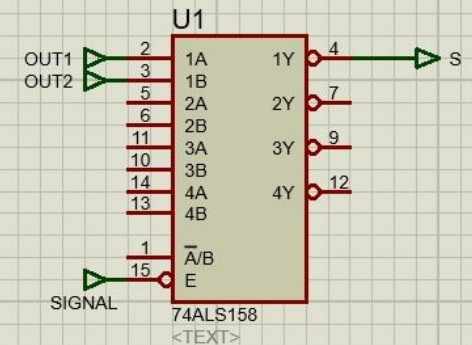 U1
OUT1 2 1A 1Y 4 S
OUT2 3 1B
5 2A 2Y 7
6 2B
11 3A 3Y 9
10 3B
14 4A 4Y 12
13 4B
1 A̅/B
15 E
SIGNAL
74ALS158
<TEXT>